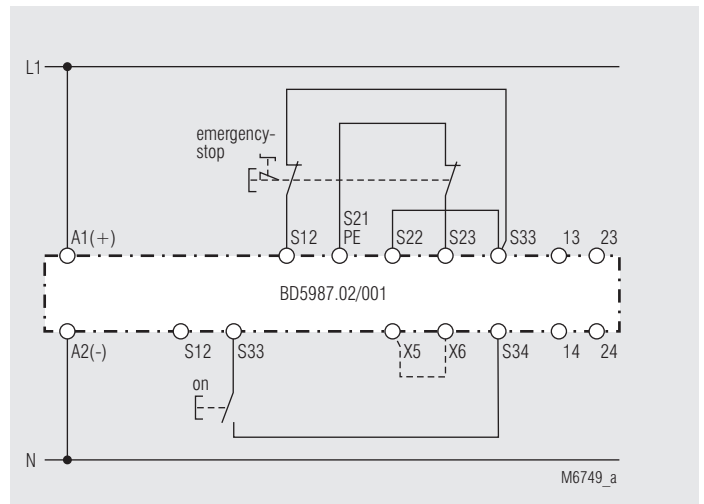 L1
emergency-
stop
S21
A1(+) S12 PE S22 S23 S33 13 23
BD5987.02/001
A2(-) S12 S33 X5 X6 S34 14 24
on
N
M6749_a